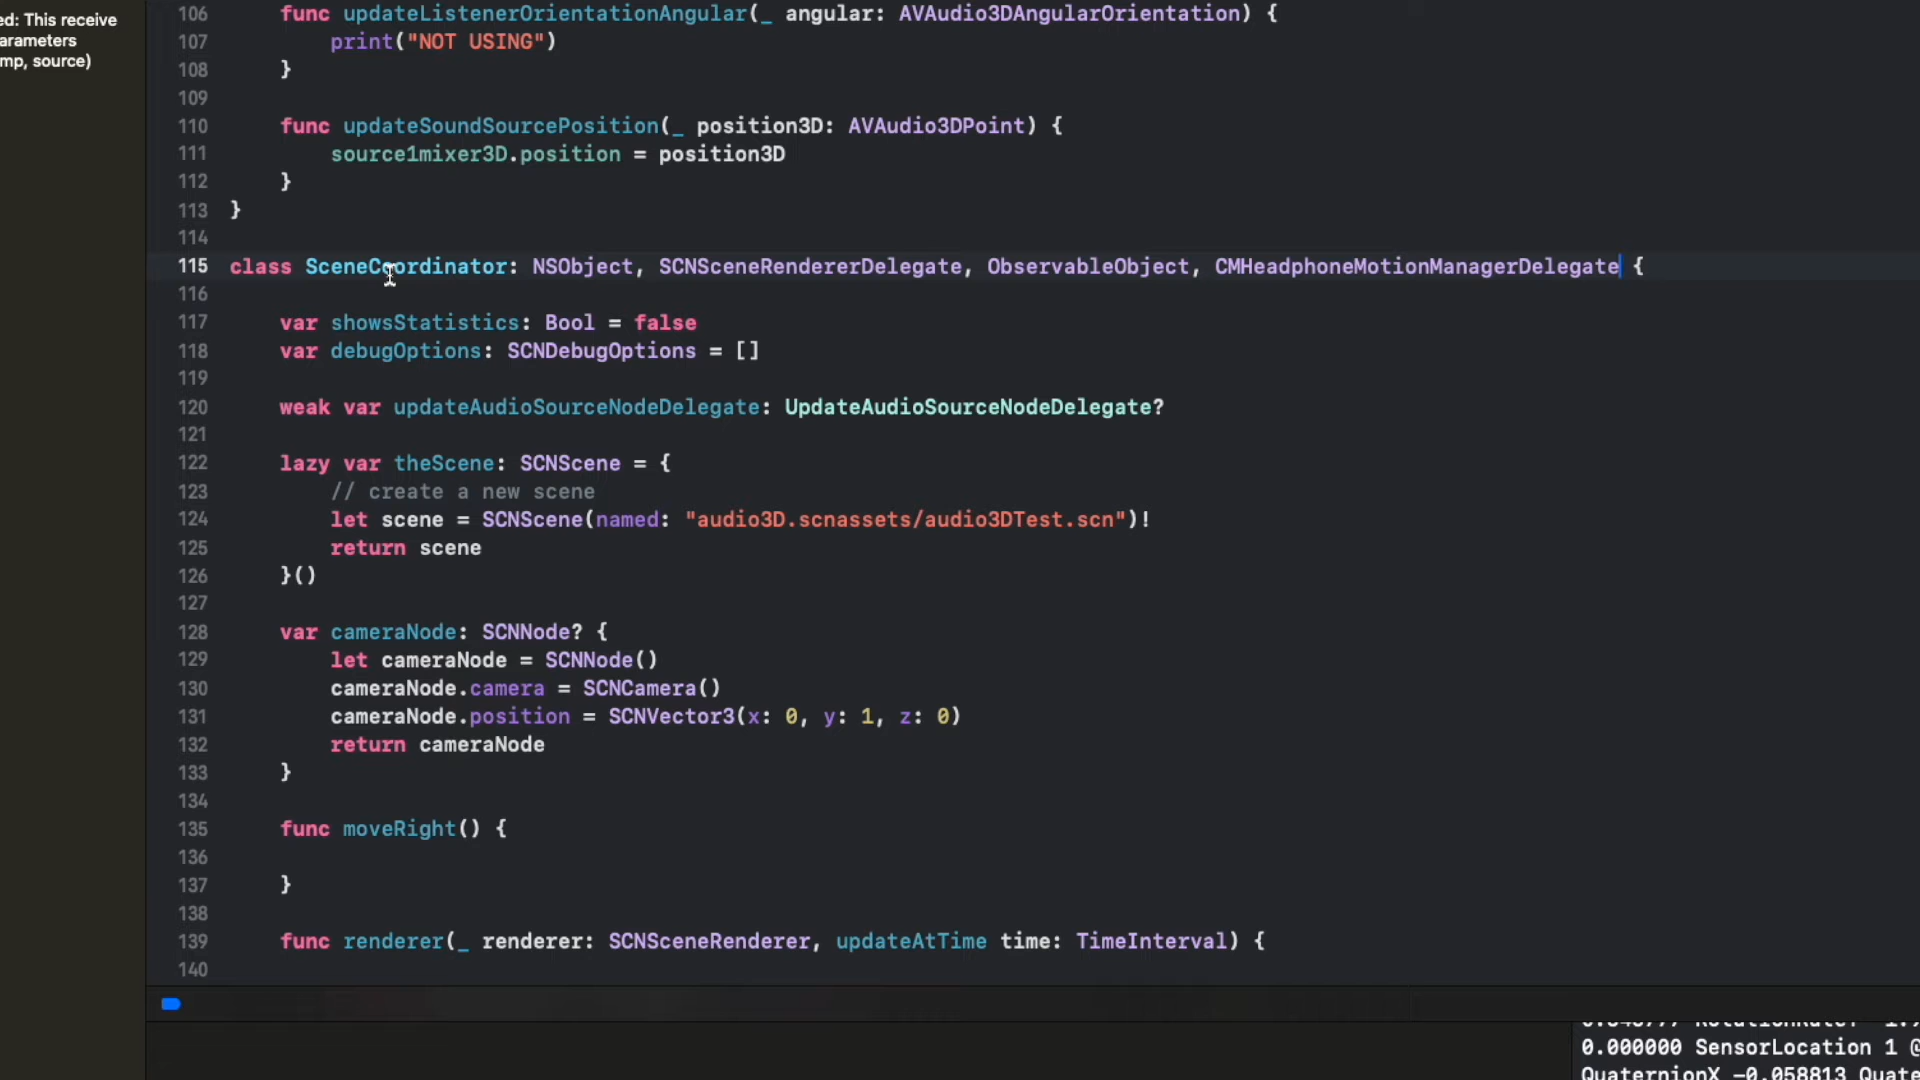 ed: This receive
arameters
mp, source)
106 func updateListenerOrientationAngular(_ angular: AVAudio3DAngularOrientation) {
107 print("NOT USING")
108 }
109
110 func updateSoundSourcePosition(_ position3D: AVAudio3DPoint) {
111 source1mixer3D.position = position3D
112 }
113 }
114
115 class SceneCoordinator: NSObject, SCNSceneRendererDelegate, ObservableObject, CMHeadphoneMotionManagerDelegate {
116
117 var showsStatistics: Bool = false
118 var debugOptions: SCNDebugOptions = []
119
120 weak var updateAudioSourceNodeDelegate: UpdateAudioSourceNodeDelegate?
121
122 lazy var theScene: SCNScene = {
123 // create a new scene
124 let scene = SCNScene(named: "audio3D.scnassets/audio3DTest.scn")!
125 return scene
126 }()
127
128 var cameraNode: SCNNode? {
129 let cameraNode = SCNNode()
130 cameraNode.camera = SCNCamera()
131 cameraNode.position = SCNVector3(x: 0, y: 1, z: 0)
132 return cameraNode
133 }
134
135 func moveRight() {
136
137 }
138
139 func renderer(_ renderer: SCNSceneRenderer, updateAtTime time: TimeInterval) {
140
0.000000 SensorLocation 1 @
QuaternionX -0.058813 Quate